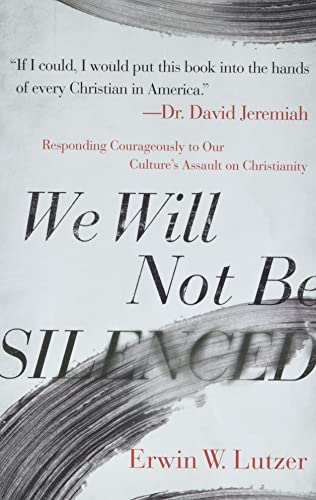 “If I could, I would put this book into the hands
of every Christian in America.”
—Dr. David Jeremiah
Responding Courageously to Our
Culture’s Assault on Christianity
We Will
Not Be
SILENCED
Erwin W. Lutzer